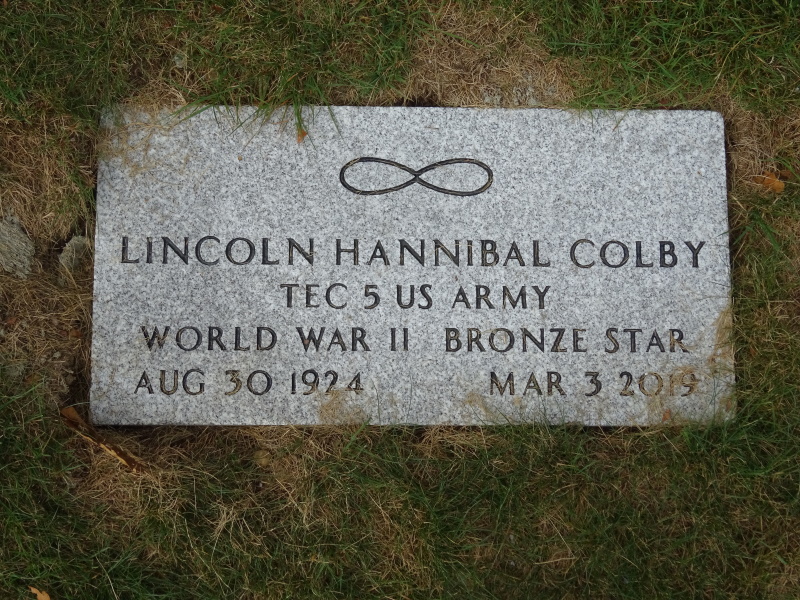 LINCOLN HANNIBAL COLBY
TEC 5 US ARMY
WORLD WAR II BRONZE STAR
AUG 30 1924 MAR 3 2019